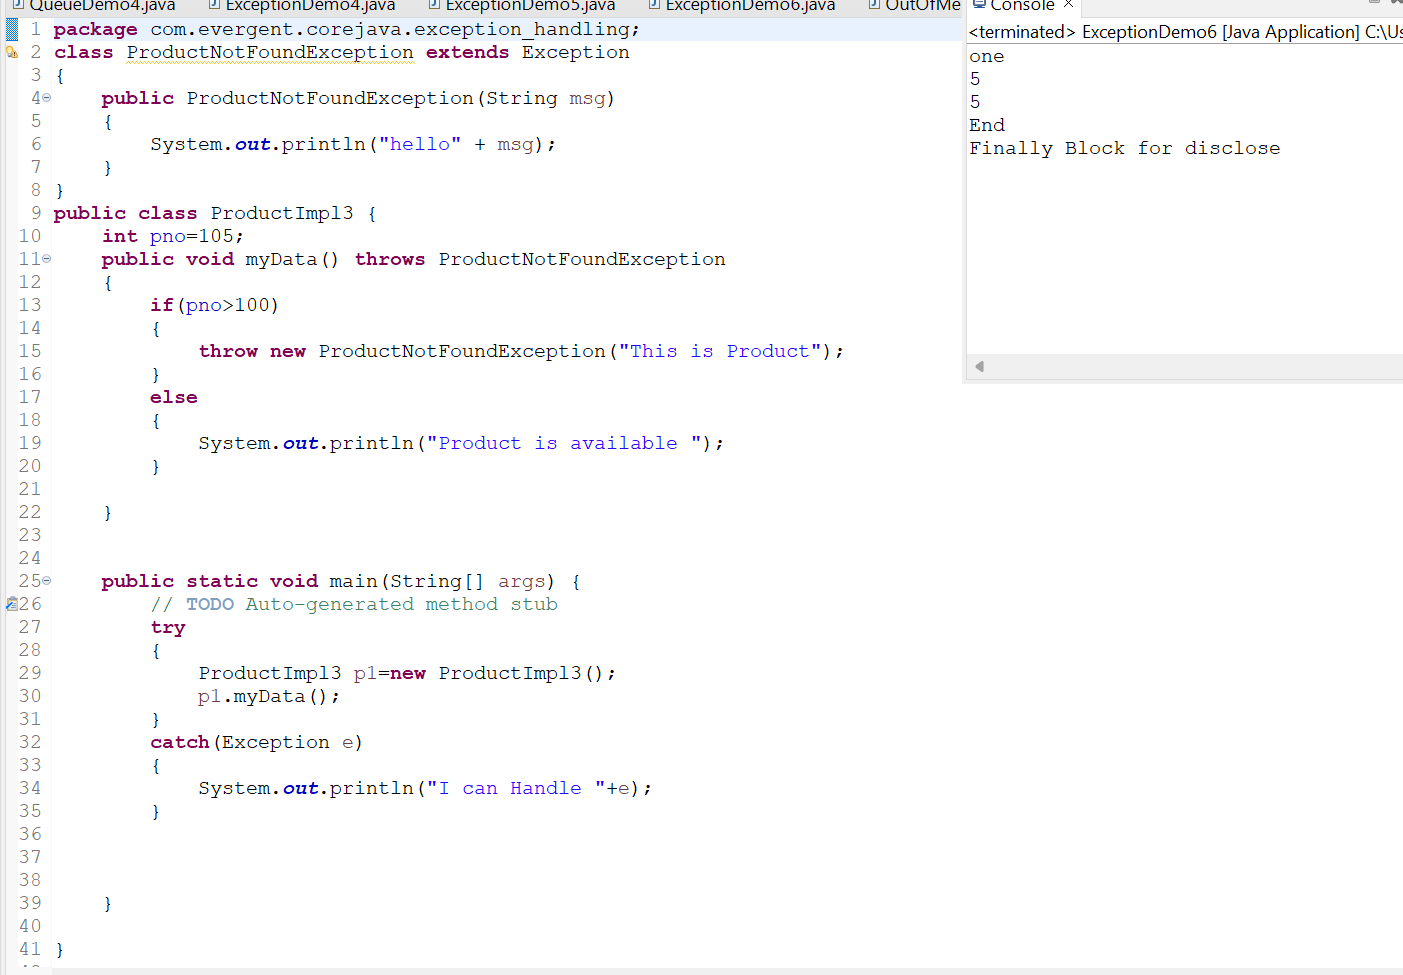 QueueDemo4.java ExceptionDemo4.java ExceptionDemo5.java ExceptionDemo6.java OutOfMe
1 package com.evergent.corejava.exception_handling;
2 class ProductNotFoundException extends Exception
3 {
4 public ProductNotFoundException(String msg)
5 {
6 System.out.println("hello" + msg);
7 }
8 }
9 public class ProductImpl3 {
10 int pno=105;
11 public void myData() throws ProductNotFoundException
12 {
13 if(pno>100)
14 {
15 throw new ProductNotFoundException("This is Product");
16 }
17 else
18 {
19 System.out.println("Product is available ");
20 }
21
22 }
23
24
25 public static void main(String[] args) {
26 // TODO Auto-generated method stub
27 try
28 {
29 ProductImpl3 p1=new ProductImpl3();
30 p1.myData();
31 }
32 catch(Exception e)
33 {
34 System.out.println("I can Handle "+e);
35 }
36
37
38
39 }
40
41 }
Console
<terminated> ExceptionDemo6 [Java Application] C:\Us
one
5
5
End
Finally Block for disclose